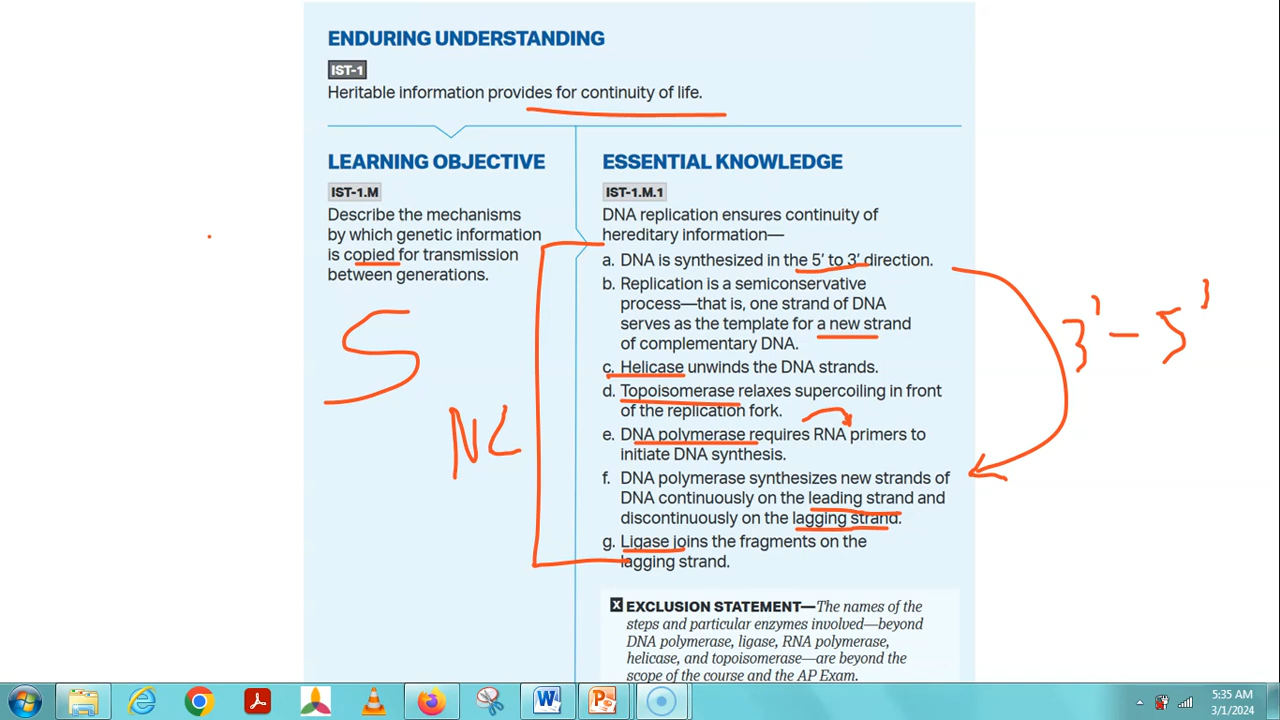 ENDURING UNDERSTANDING
IST-1
Heritable information provides for continuity of life.
LEARNING OBJECTIVE
IST-1.M
Describe the mechanisms
by which genetic information
is copied for transmission
between generations.
S
NC
ESSENTIAL KNOWLEDGE
IST-1.M.1
DNA replication ensures continuity of
hereditary information—
a. DNA is synthesized in the 5' to 3' direction.
b. Replication is a semiconservative
process—that is, one strand of DNA
serves as the template for a new strand
of complementary DNA.
c. Helicase unwinds the DNA strands.
d. Topoisomerase relaxes supercoiling in front
of the replication fork.
e. DNA polymerase requires RNA primers to
initiate DNA synthesis.
f. DNA polymerase synthesizes new strands of
DNA continuously on the leading strand and
discontinuously on the lagging strand.
g. Ligase joins the fragments on the
lagging strand.
3' – 5'
X EXCLUSION STATEMENT—The names of the
steps and particular enzymes involved—beyond
DNA polymerase, ligase, RNA polymerase,
helicase, and topoisomerase—are beyond the
scope of the course and the AP Exam.
5:35 AM
3/1/2024